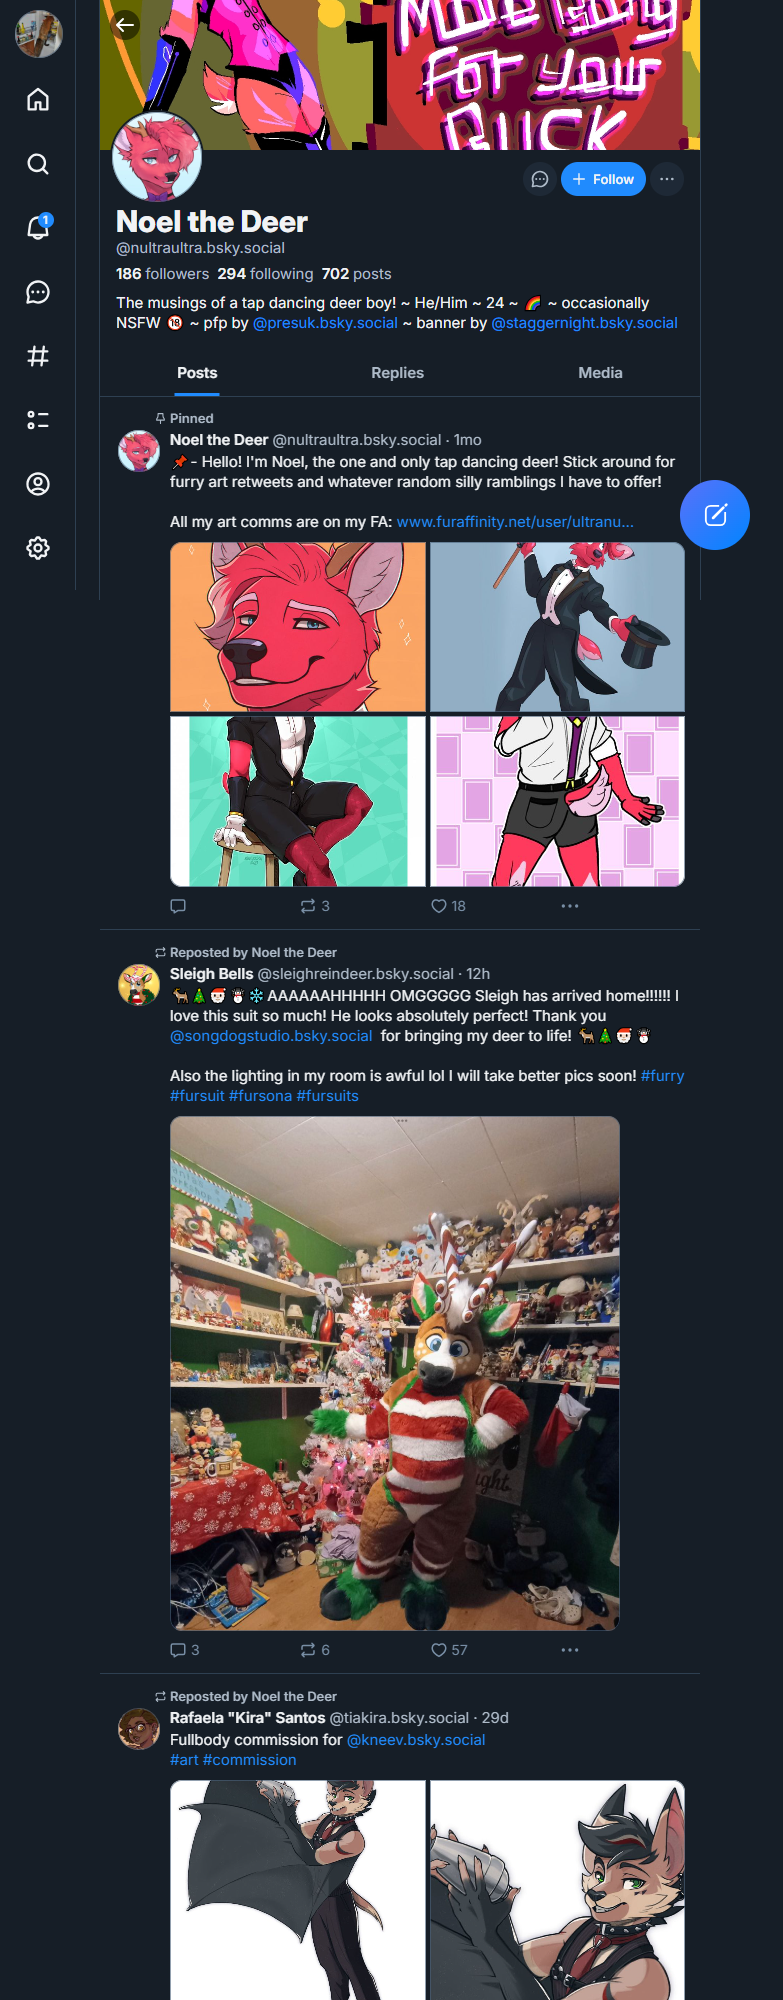 MORE BANG
FOR YOUR
BUCK
Follow
Noel the Deer
@nultraultra.bsky.social
186 followers 294 following 702 posts
The musings of a tap dancing deer boy! ~ He/Him ~ 24 ~ 🌈 ~ occasionally
NSFW 🔞 ~ pfp by @presuk.bsky.social ~ banner by @staggernight.bsky.social
1
Posts Replies Media
Pinned
Noel the Deer @nultraultra.bsky.social · 1mo
📌 - Hello! I'm Noel, the one and only tap dancing deer! Stick around for
furry art retweets and whatever random silly ramblings I have to offer!
All my art comms are on my FA: www.furaffinity.net/user/ultranu...
3 18
Reposted by Noel the Deer
Sleigh Bells @sleighreindeer.bsky.social · 12h
🦌🎄🎅⛄❄️ AAAAAAHHHHH OMGGGGG Sleigh has arrived home!!!!!! I
love this suit so much! He looks absolutely perfect! Thank you
@songdogstudio.bsky.social for bringing my deer to life! 🦌🎄🎅⛄
Also the lighting in my room is awful lol I will take better pics soon! #furry
#fursuit #fursona #fursuits
ight
3 6 57
Reposted by Noel the Deer
Rafaela "Kira" Santos @tiakira.bsky.social · 29d
Fullbody commission for @kneev.bsky.social
#art #commission